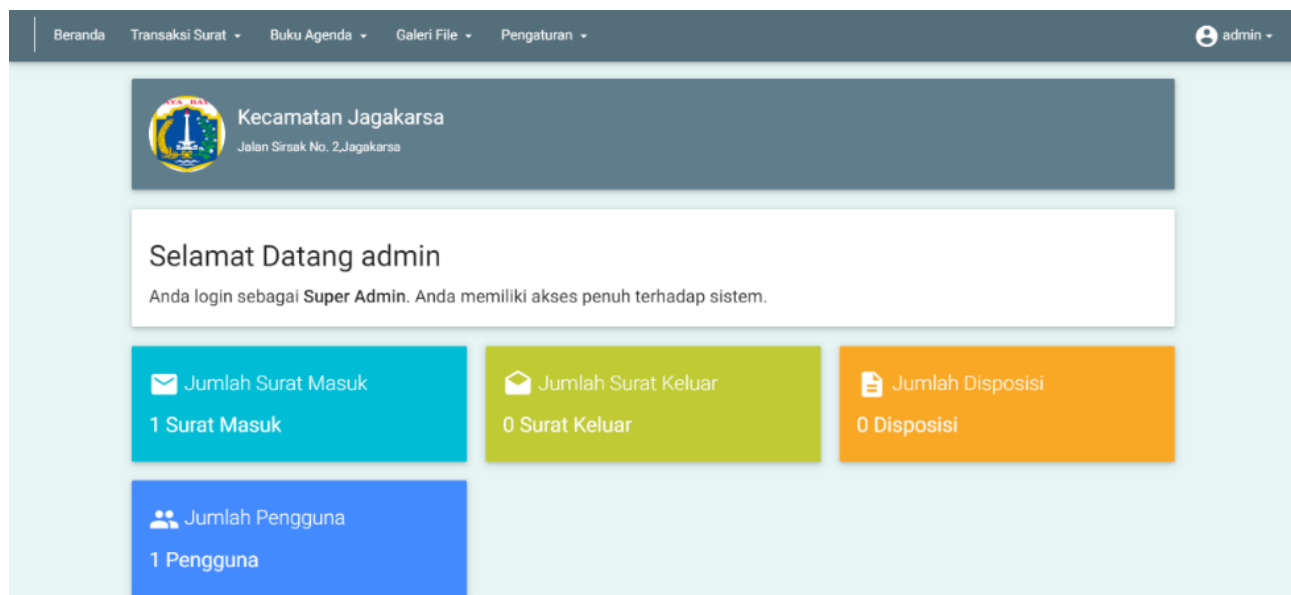 Beranda Transaksi Surat Buku Agenda Galeri File Pengaturan admin
Kecamatan Jagakarsa
Jalan Sirsak No. 2,Jagakarsa
Selamat Datang admin
Anda login sebagai Super Admin. Anda memiliki akses penuh terhadap sistem.
Jumlah Surat Masuk
1 Surat Masuk
Jumlah Surat Keluar
0 Surat Keluar
Jumlah Disposisi
0 Disposisi
Jumlah Pengguna
1 Pengguna